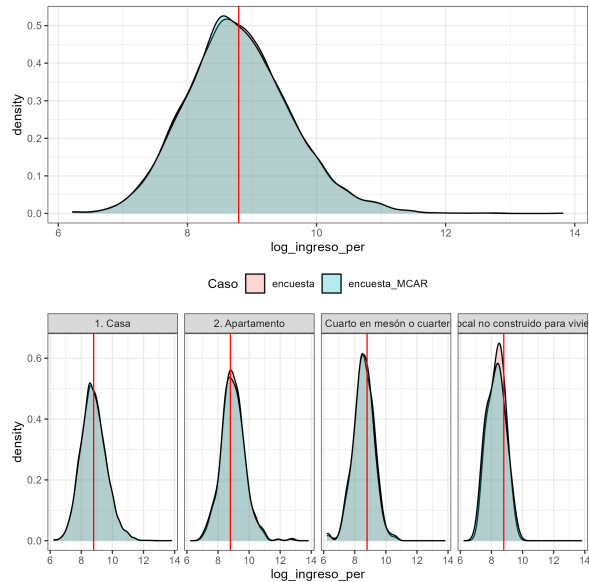 density
0.5
0.4
0.3
0.2
0.1
0.0
6 8 10 12 14
log_ingreso_per
Caso encuesta encuesta_MCAR
1. Casa 2. Apartamento Cuarto en mesón o cuarter ocal no construido para vivie
density
0.6
0.4
0.2
0.0
6 8 10 12 14 6 8 10 12 14 6 8 10 12 14 6 8 10 12 14
log_ingreso_per